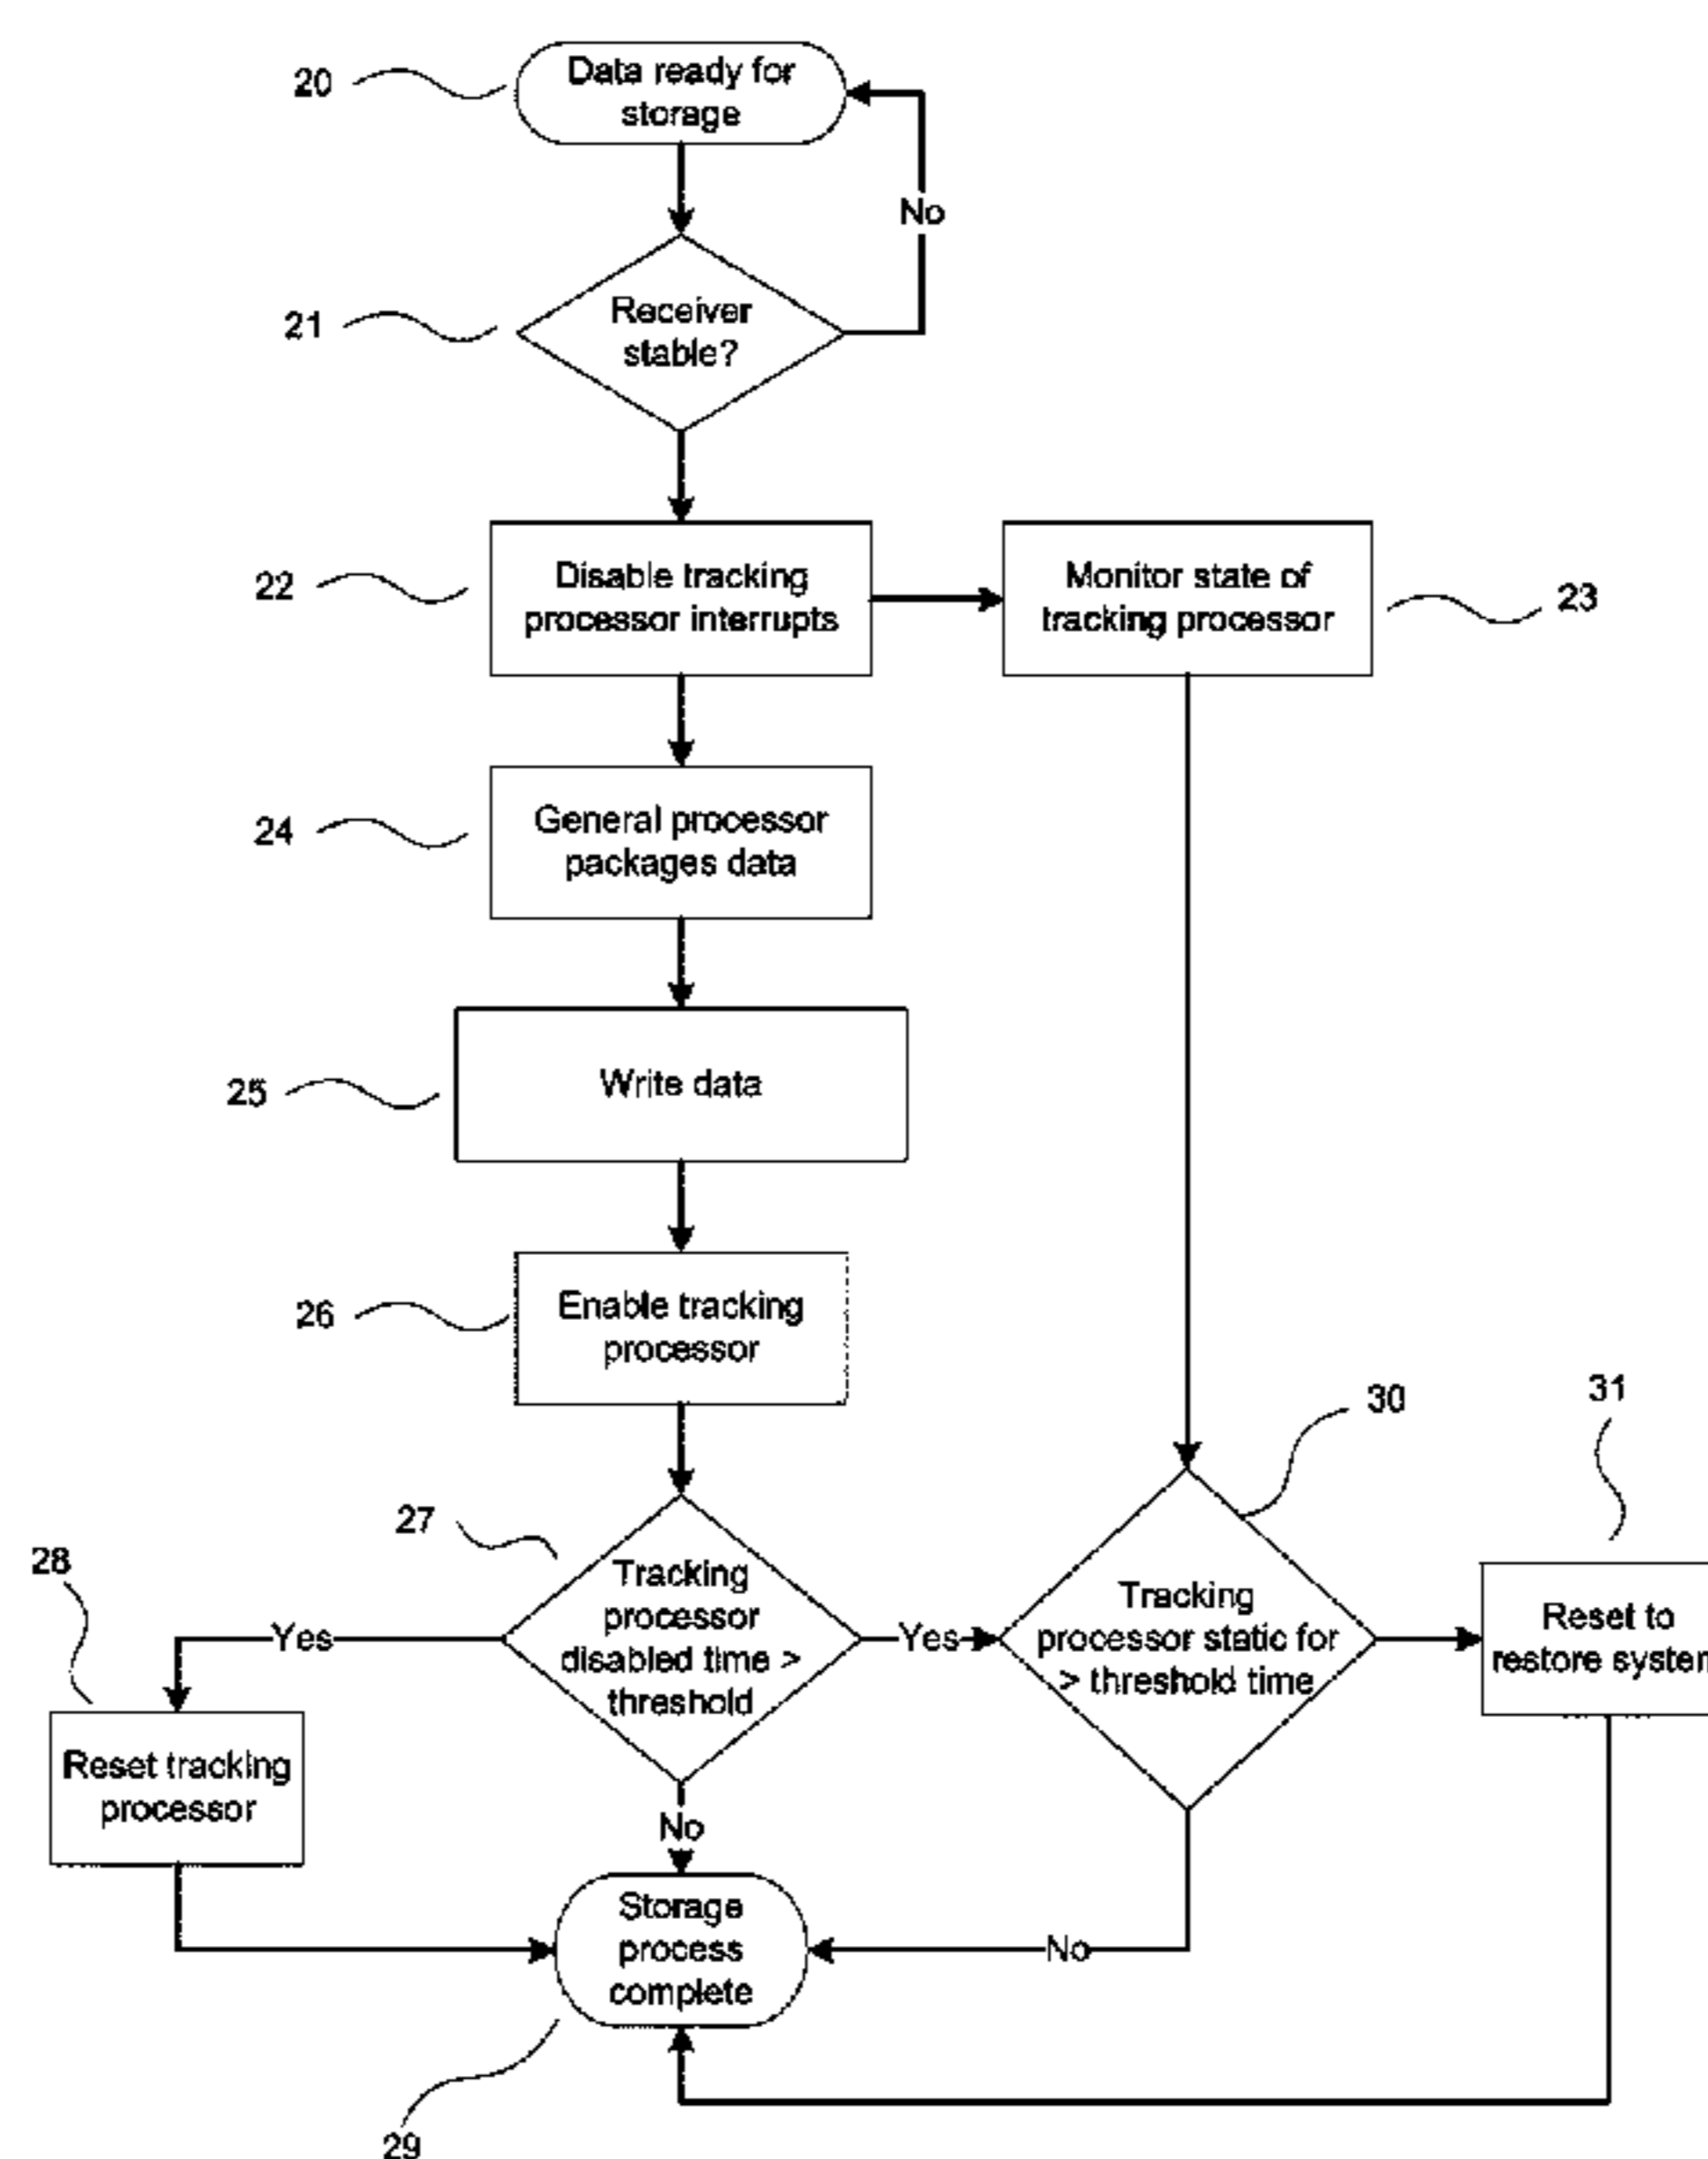 20
Data ready for
storage
No
21
Receiver
stable?
22
Disable tracking
processor interrupts
Monitor state of
tracking processor
23
24
General processor
packages data
25
Write data
26
Enable tracking
processor
27
Tracking
processor
disabled time >
threshold
28
Yes
Yes
30
Tracking
processor static for
> threshold time
31
Reset to
restore system
Reset tracking
processor
No
Storage
process
complete
No
29